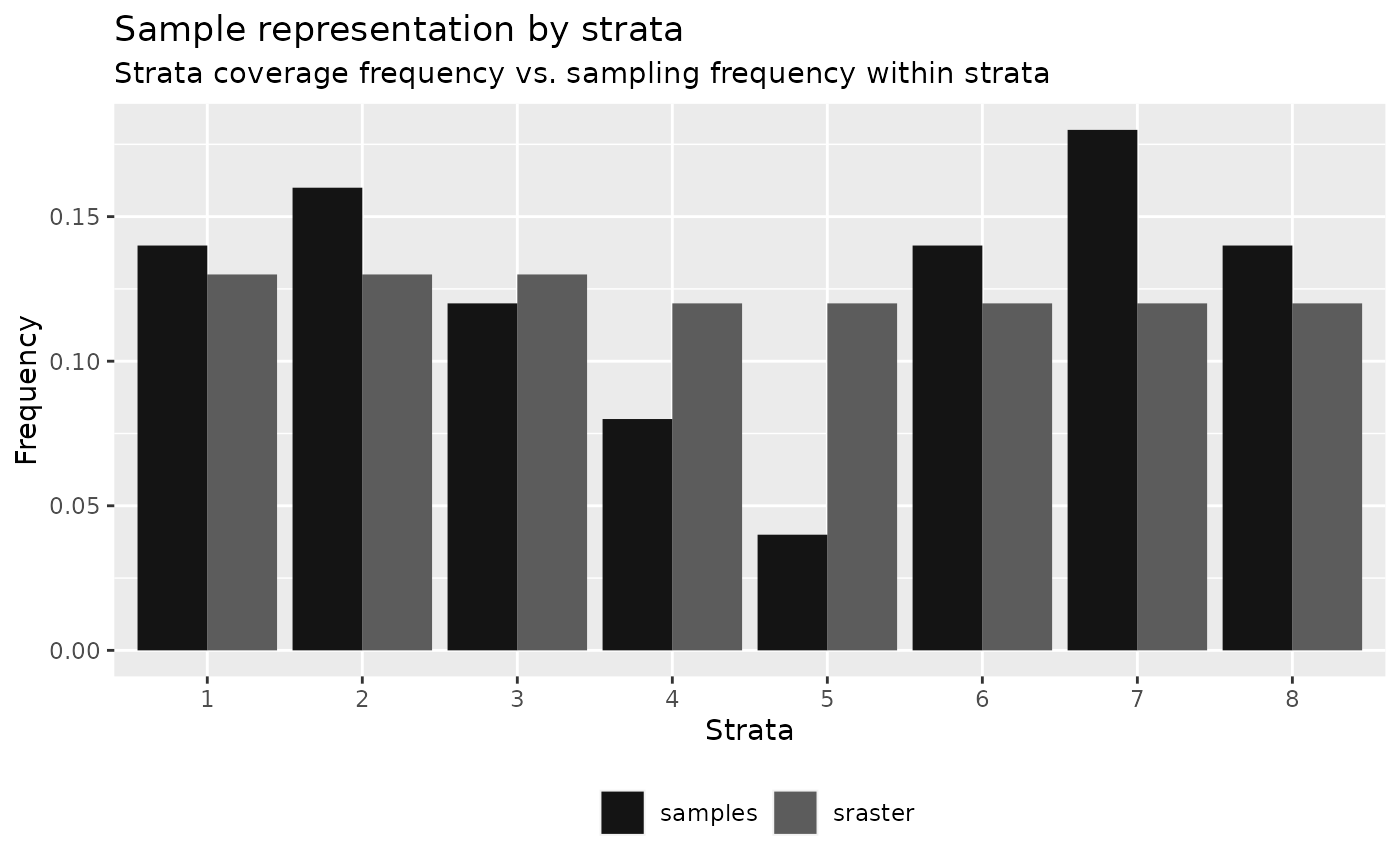 Sample representation by strata
Strata coverage frequency vs. sampling frequency within strata
Frequency
0.15
0.10
0.05
0.00
1 2 3 4 5 6 7 8
Strata
samples sraster